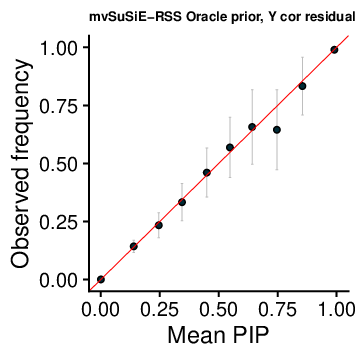 mvSuSiE−RSS Oracle prior, Y cor residual
Observed frequency
1.00
0.75
0.50
0.25
0.00
0.00 0.25 0.50 0.75 1.00
Mean PIP